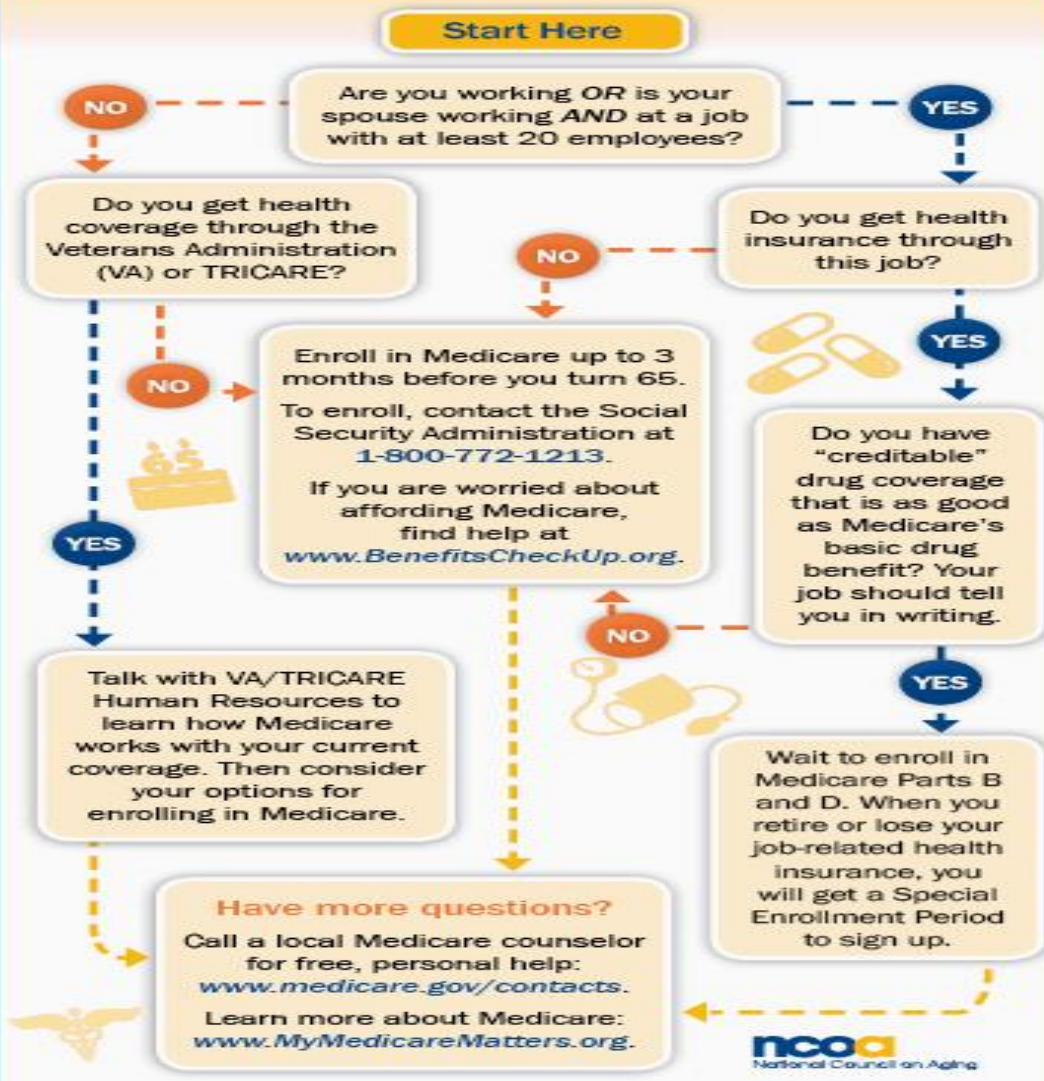 Start Here
Are you working OR is your
spouse working AND at a job
with at least 20 employees?
NO
YES
Do you get health
coverage through the
Veterans Administration
(VA) or TRICARE?
Do you get health
insurance through
this job?
NO
YES
NO
Enroll in Medicare up to 3
months before you turn 65.
To enroll, contact the Social
Security Administration at
1-800-772-1213.
If you are worried about
affording Medicare,
find help at
www.BenefitsCheckUp.org.
65
Do you have
"creditable"
drug coverage
that is as good
as Medicare's
basic drug
benefit? Your
job should tell
you in writing.
YES
NO
YES
Talk with VA/TRICARE
Human Resources to
learn how Medicare
works with your current
coverage. Then consider
your options for
enrolling in Medicare.
Wait to enroll in
Medicare Parts B
and D. When you
retire or lose your
job-related health
insurance, you
will get a Special
Enrollment Period
to sign up.
Have more questions?
Call a local Medicare counselor
for free, personal help:
www.medicare.gov/contacts.
Learn more about Medicare:
www.MyMedicareMatters.org.
ncoa
National Council on Aging